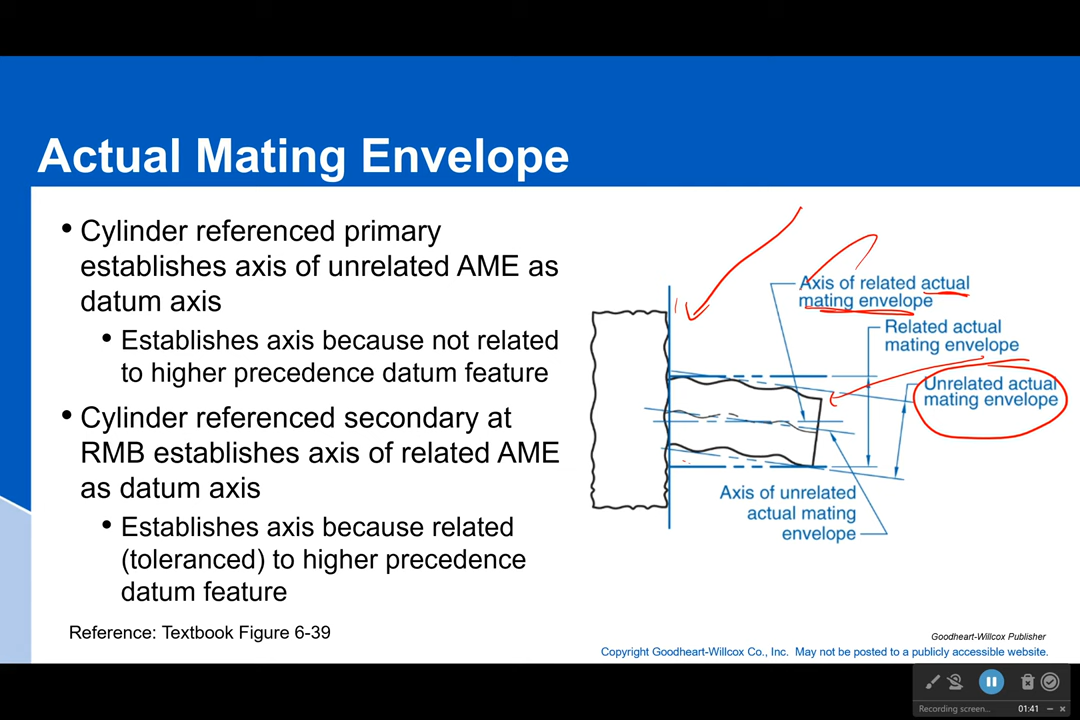 Actual Mating Envelope
• Cylinder referenced primary
establishes axis of unrelated AME as
datum axis
• Establishes axis because not related
to higher precedence datum feature
• Cylinder referenced secondary at
RMB establishes axis of related AME
as datum axis
• Establishes axis because related
(toleranced) to higher precedence
datum feature
Reference: Textbook Figure 6-39
Axis of related actual
mating envelope
Related actual
mating envelope
Unrelated actual
mating envelope
Axis of unrelated
actual mating
envelope
Goodheart-Willcox Publisher
Copyright Goodheart-Willcox Co., Inc. May not be posted to a publicly accessible website.
Recording screen...
01:41